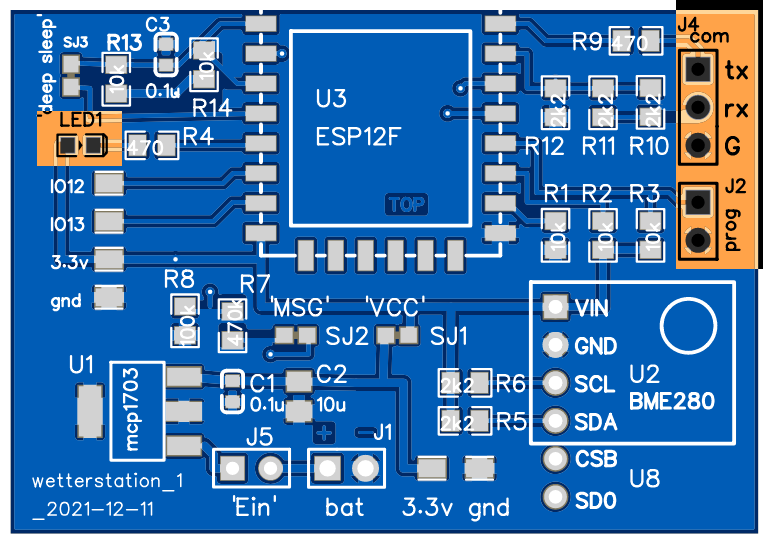 J4
com
C3
R13
SJ3
10k
10k
0.1u
R14
'deep sleep'
R9 470
tx
rx
G
U3
ESP12F
TOP
2k2 2k2 2k2
R12 R11 R10
LED1
470 R4
IO12
IO13
3.3v
gnd
R1 R2 R3
10k 10k 10k
J2
prog
R8 R7
100k 470k
'MSG' 'VCC'
SJ2 SJ1
VIN
GND
SCL
SDA
CSB
SDO
U2
BME280
U8
U1
mcp1703
C1 C2
0.1u 10u
2k2 R6
2k2 R5
+ - J1
J5
'Ein' bat 3.3v gnd
wetterstation_1
_2021-12-11